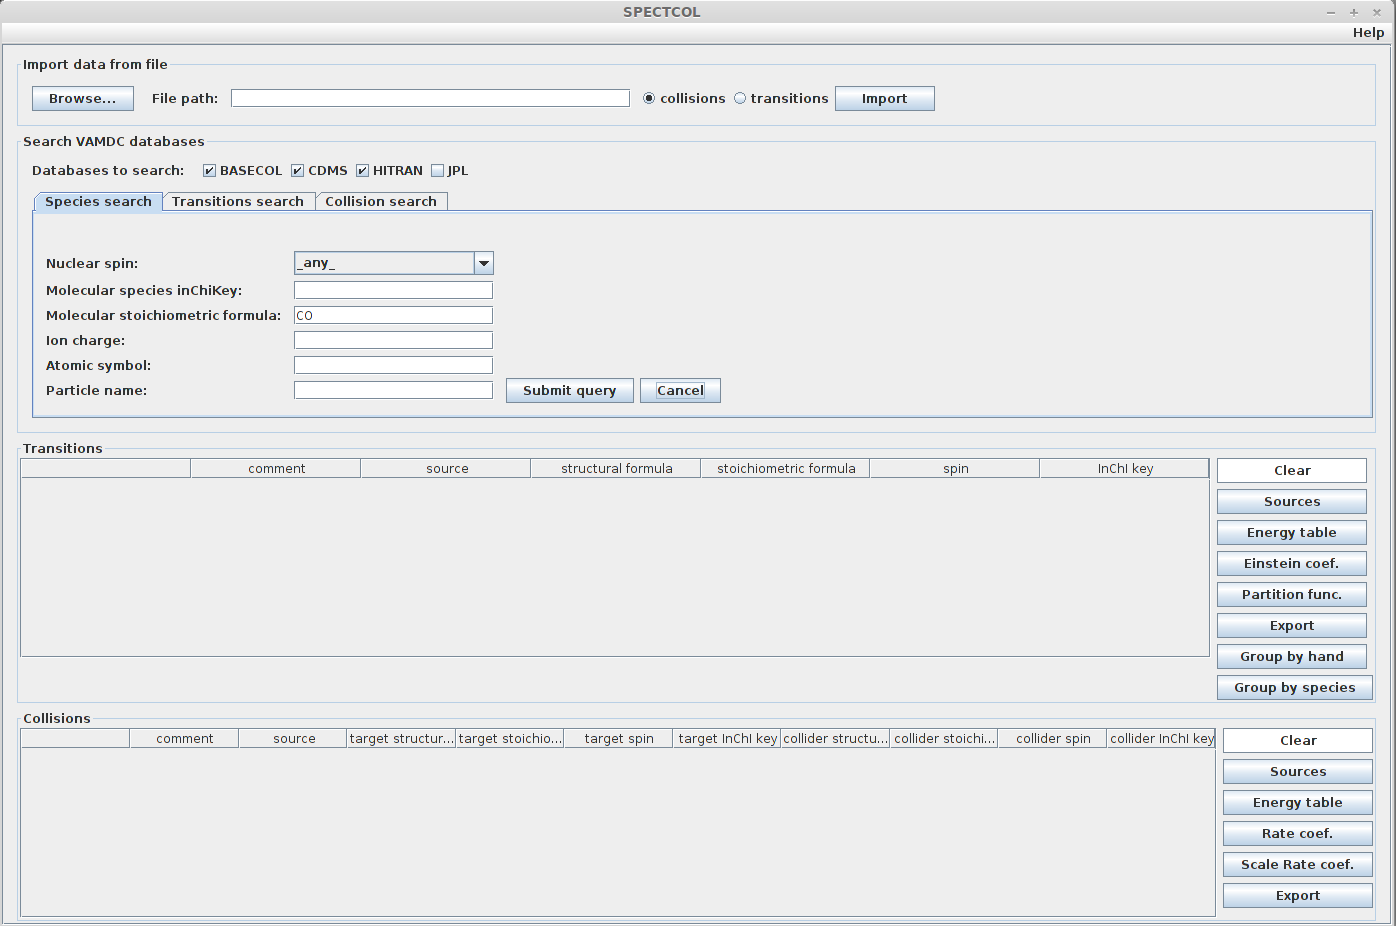 SPECTCOL
Help
Import data from file
Browse... File path: collisions transitions Import
Search VAMDC databases
Databases to search: BASECOL CDMS HITRAN JPL
Species search Transitions search Collision search
Nuclear spin: _any_
Molecular species inChiKey:
Molecular stoichiometric formula: CO
Ion charge:
Atomic symbol:
Particle name: Submit query Cancel
Transitions
comment source structural formula stoichiometric formula spin InChI key
Clear
Sources
Energy table
Einstein coef.
Partition func.
Export
Group by hand
Group by species
Collisions
comment source target structur... target stoichio... target spin target InChI key collider structu... collider stoichi... collider spin collider InChI key
Clear
Sources
Energy table
Rate coef.
Scale Rate coef.
Export